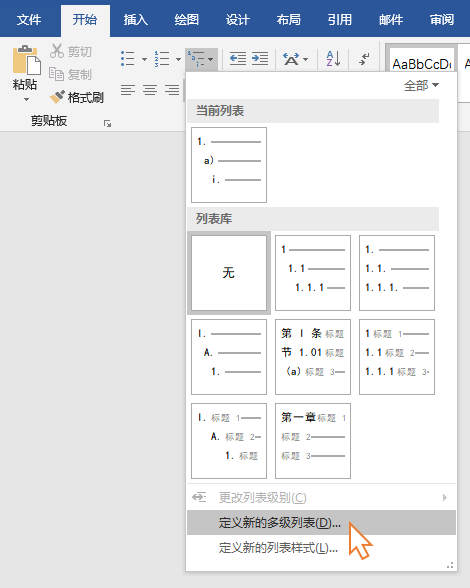 文件 开始 插入 绘图 设计 布局 引用 邮件 审阅
剪切
复制
格式刷
粘贴
剪贴板
AaBbCcDc
全部
当前列表
1.
a)
i.
列表库
无
1
1.1
1.1.1
1.
1.1.
1.1.1.
I.
A.
1.
第 I 条 标题
节 1.01 标题
(a) 标题 3
1 标题 1
1.1 标题 2
1.1.1 标题 3
I. 标题 1
A. 标题 2
1. 标题
第一章 标题 1
标题 2
标题 3
更改列表级别(C)
定义新的多级列表(D)...
定义新的列表样式(L)...